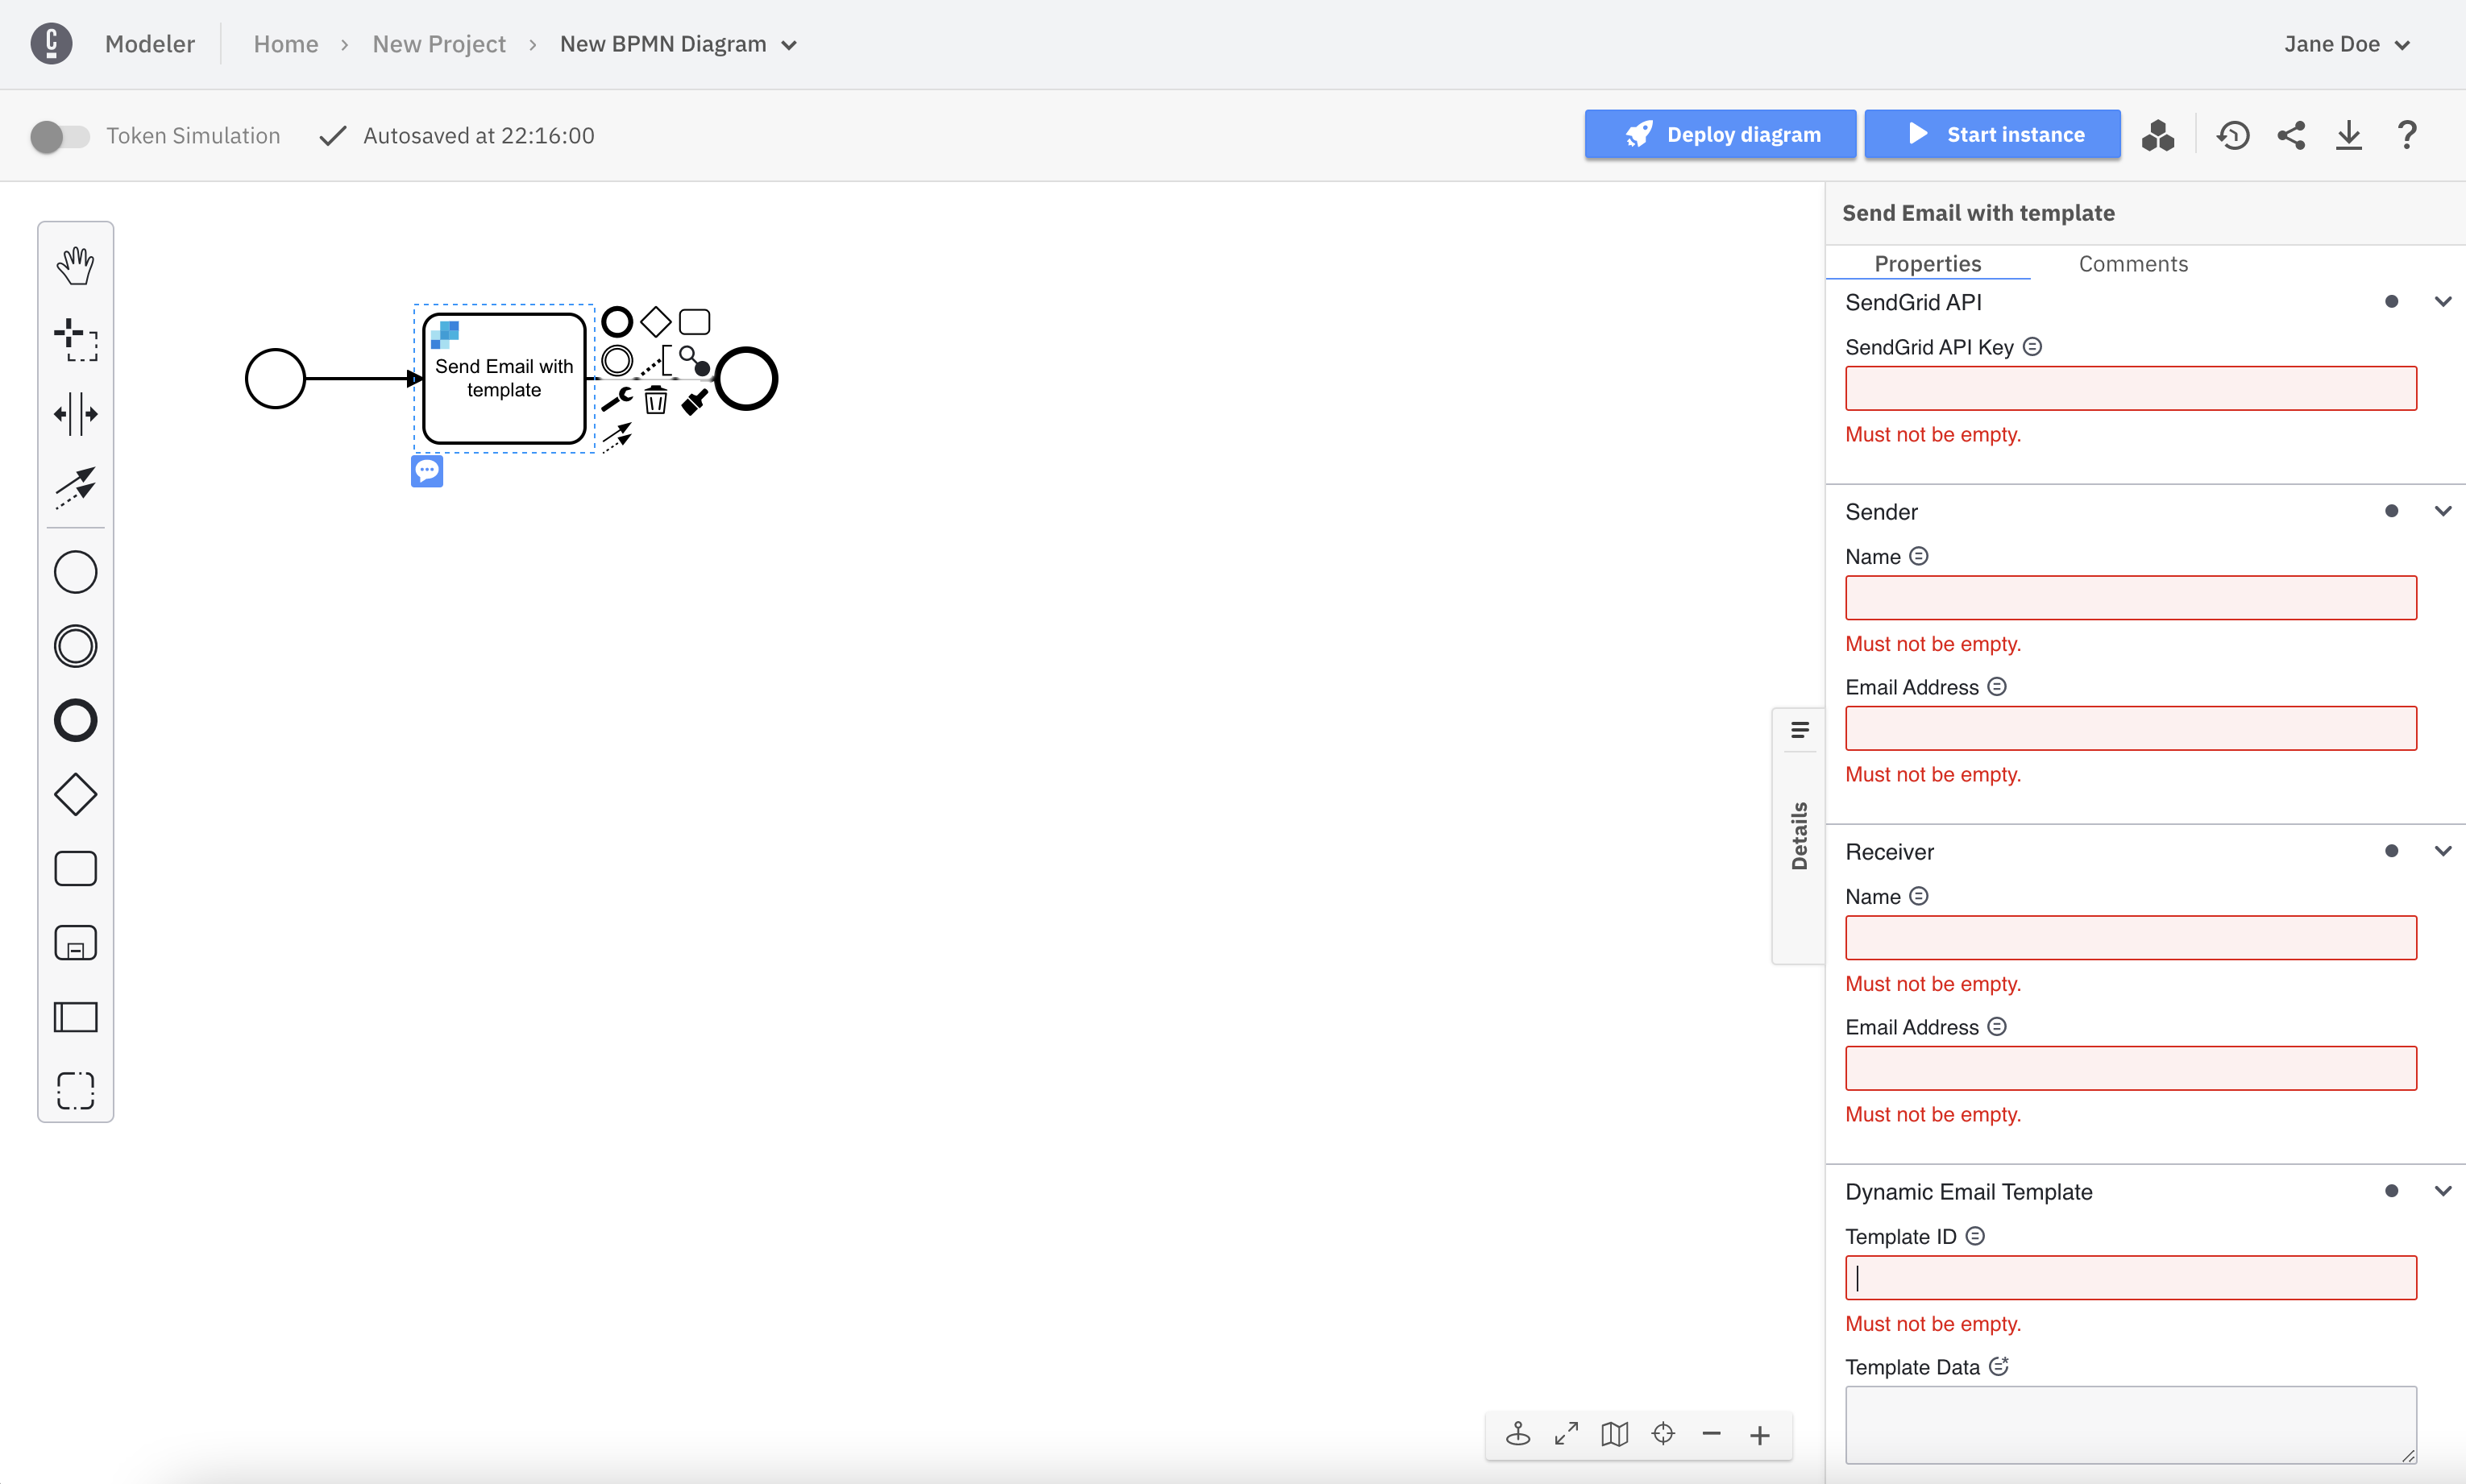 Modeler
Home › New Project › New BPMN Diagram
Jane Doe
Token Simulation
Autosaved at 22:16:00
Deploy diagram
Start instance
?
Send Email with
template
Details
Send Email with template
Properties
Comments
SendGrid API
SendGrid API Key
Must not be empty.
Sender
Name
Must not be empty.
Email Address
Must not be empty.
Receiver
Name
Must not be empty.
Email Address
Must not be empty.
Dynamic Email Template
Template ID
Must not be empty.
Template Data